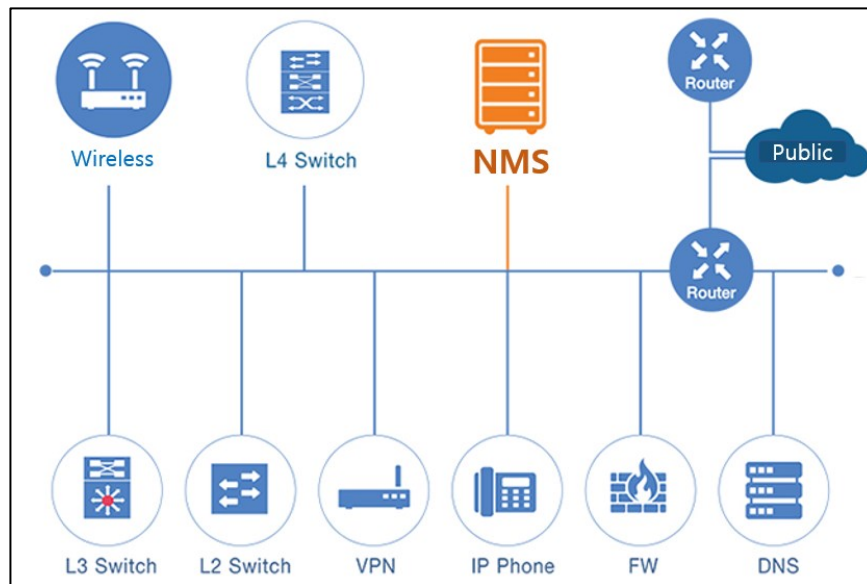 Router
Wireless
L4 Switch
NMS
Public
Router
L3 Switch
L2 Switch
VPN
IP Phone
FW
DNS